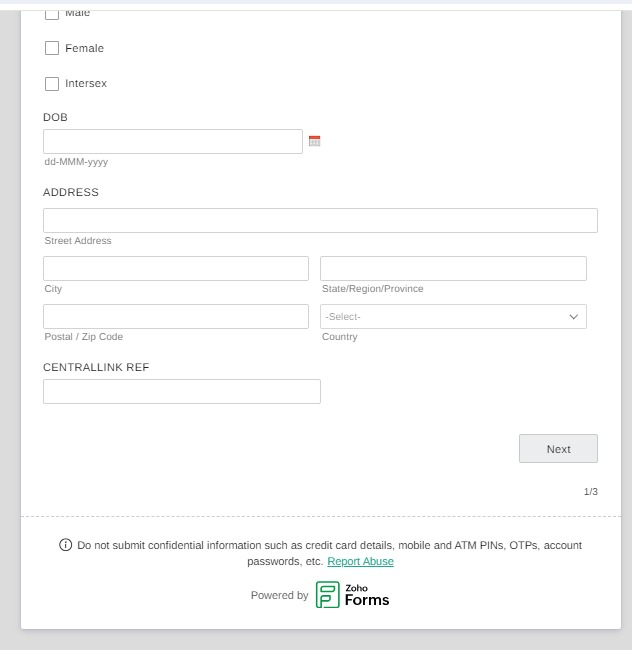 Male
Female
Intersex
DOB
dd-MMM-yyyy
ADDRESS
Street Address
City
State/Region/Province
Postal / Zip Code
-Select-
Country
CENTRALLINK REF
Next
1/3
Do not submit confidential information such as credit card details, mobile and ATM PINs, OTPs, account
passwords, etc. Report Abuse
Powered by Zoho Forms